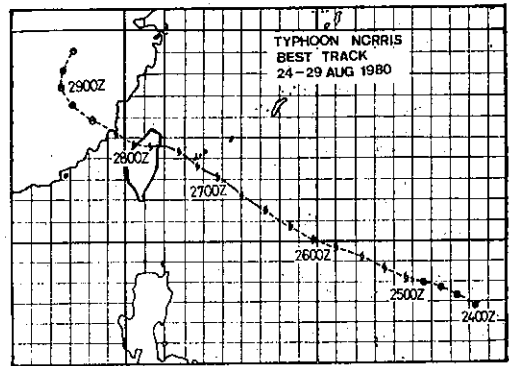 TYPHOON NORRIS
BEST TRACK
24-29 AUG 1980
2900Z
2800Z
2700Z
2600Z
2500Z
2400Z